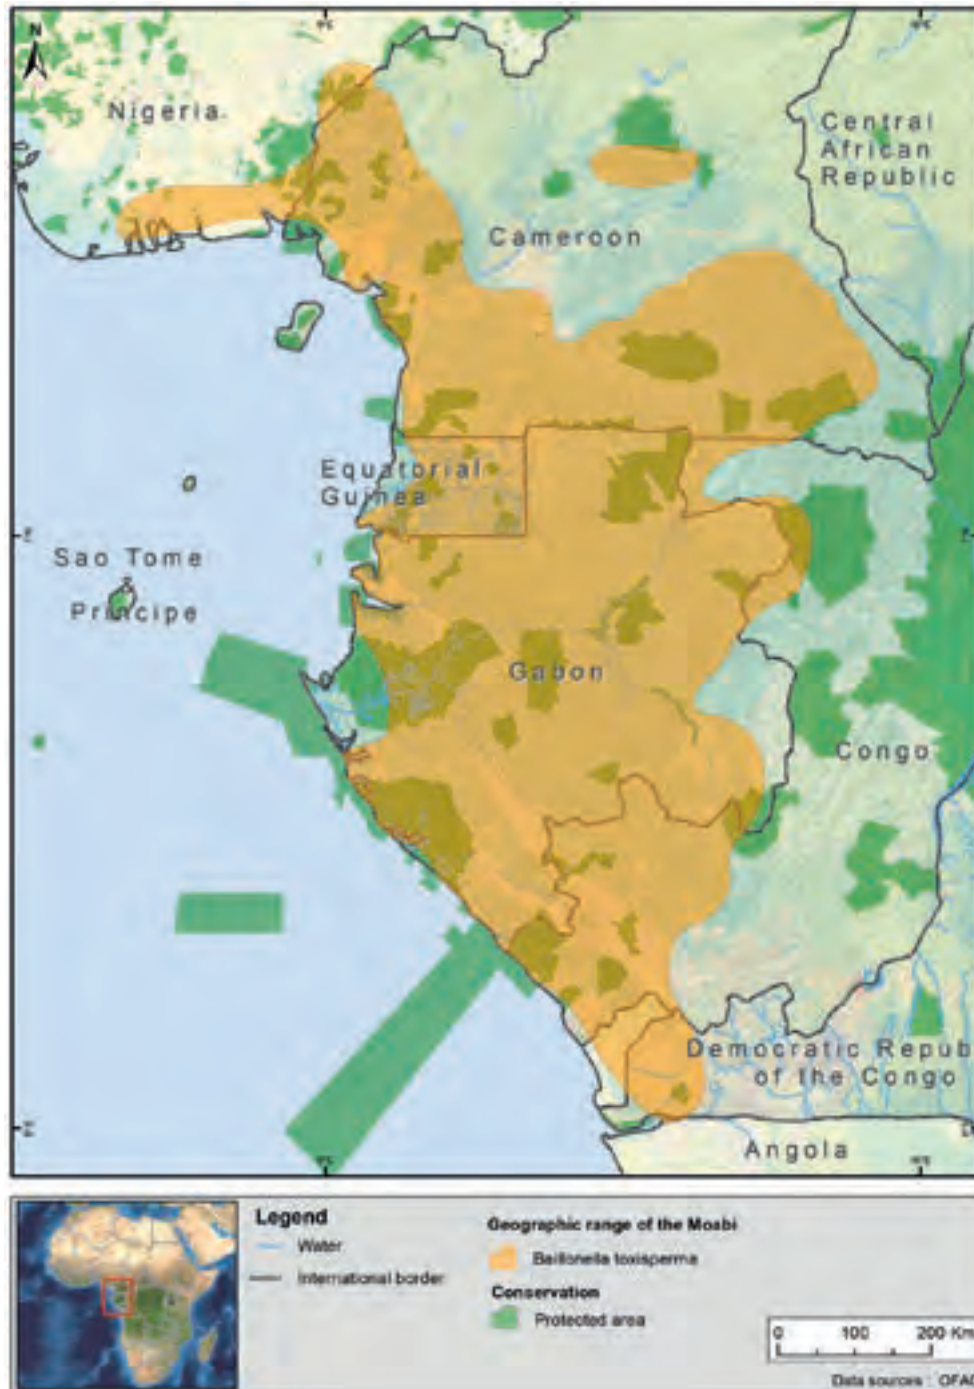 N
Nigeria
Central
African
Republic
Cameroon
Equatorial
Guinea
Sao Tome
Principe
Gabon
Congo
Democratic Repub
of the Congo
Angola
Legend
Water
International border
Geographic range of the Moabi
Baillonella toxisperma
Conservation
Protected area
0 100 200 Km
Data sources : OFAC